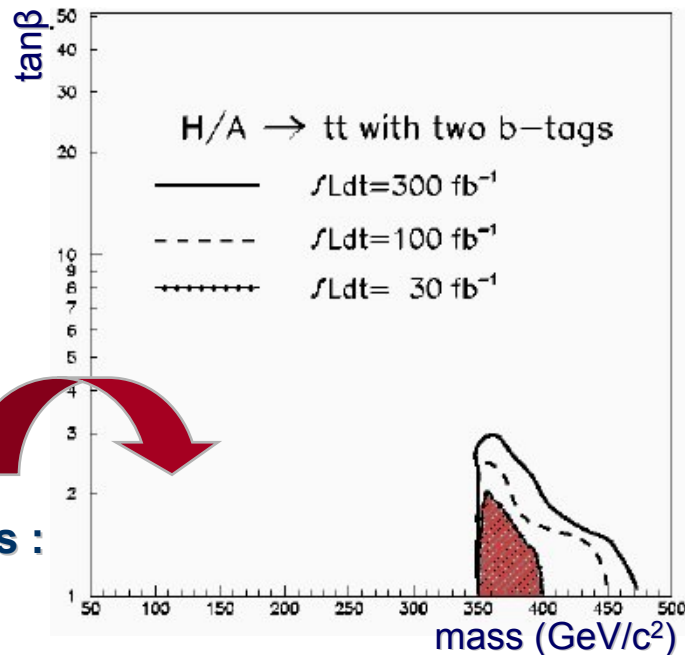 tanβ
50
40
30
20
10
9
8
7
6
5
4
3
2
1
H/A → tt with two b-tags
∫Ldt=300 fb⁻¹
∫Ldt=100 fb⁻¹
∫Ldt= 30 fb⁻¹
s :
50 100 150 200 250 300 350 400 450 500
mass (GeV/c²)